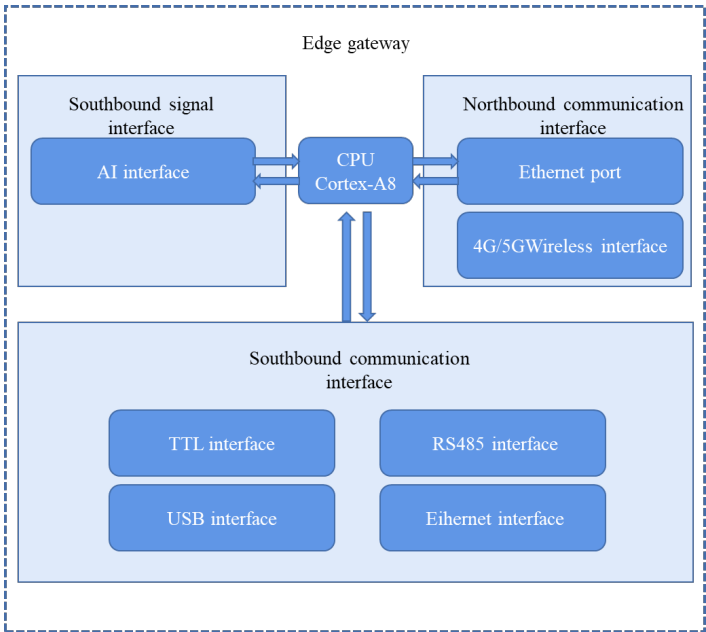 Edge gateway
Southbound signal
interface
AI interface
CPU
Cortex-A8
Northbound communication
interface
Ethernet port
4G/5GWireless interface
Southbound communication
interface
TTL interface
RS485 interface
USB interface
Eihernet interface